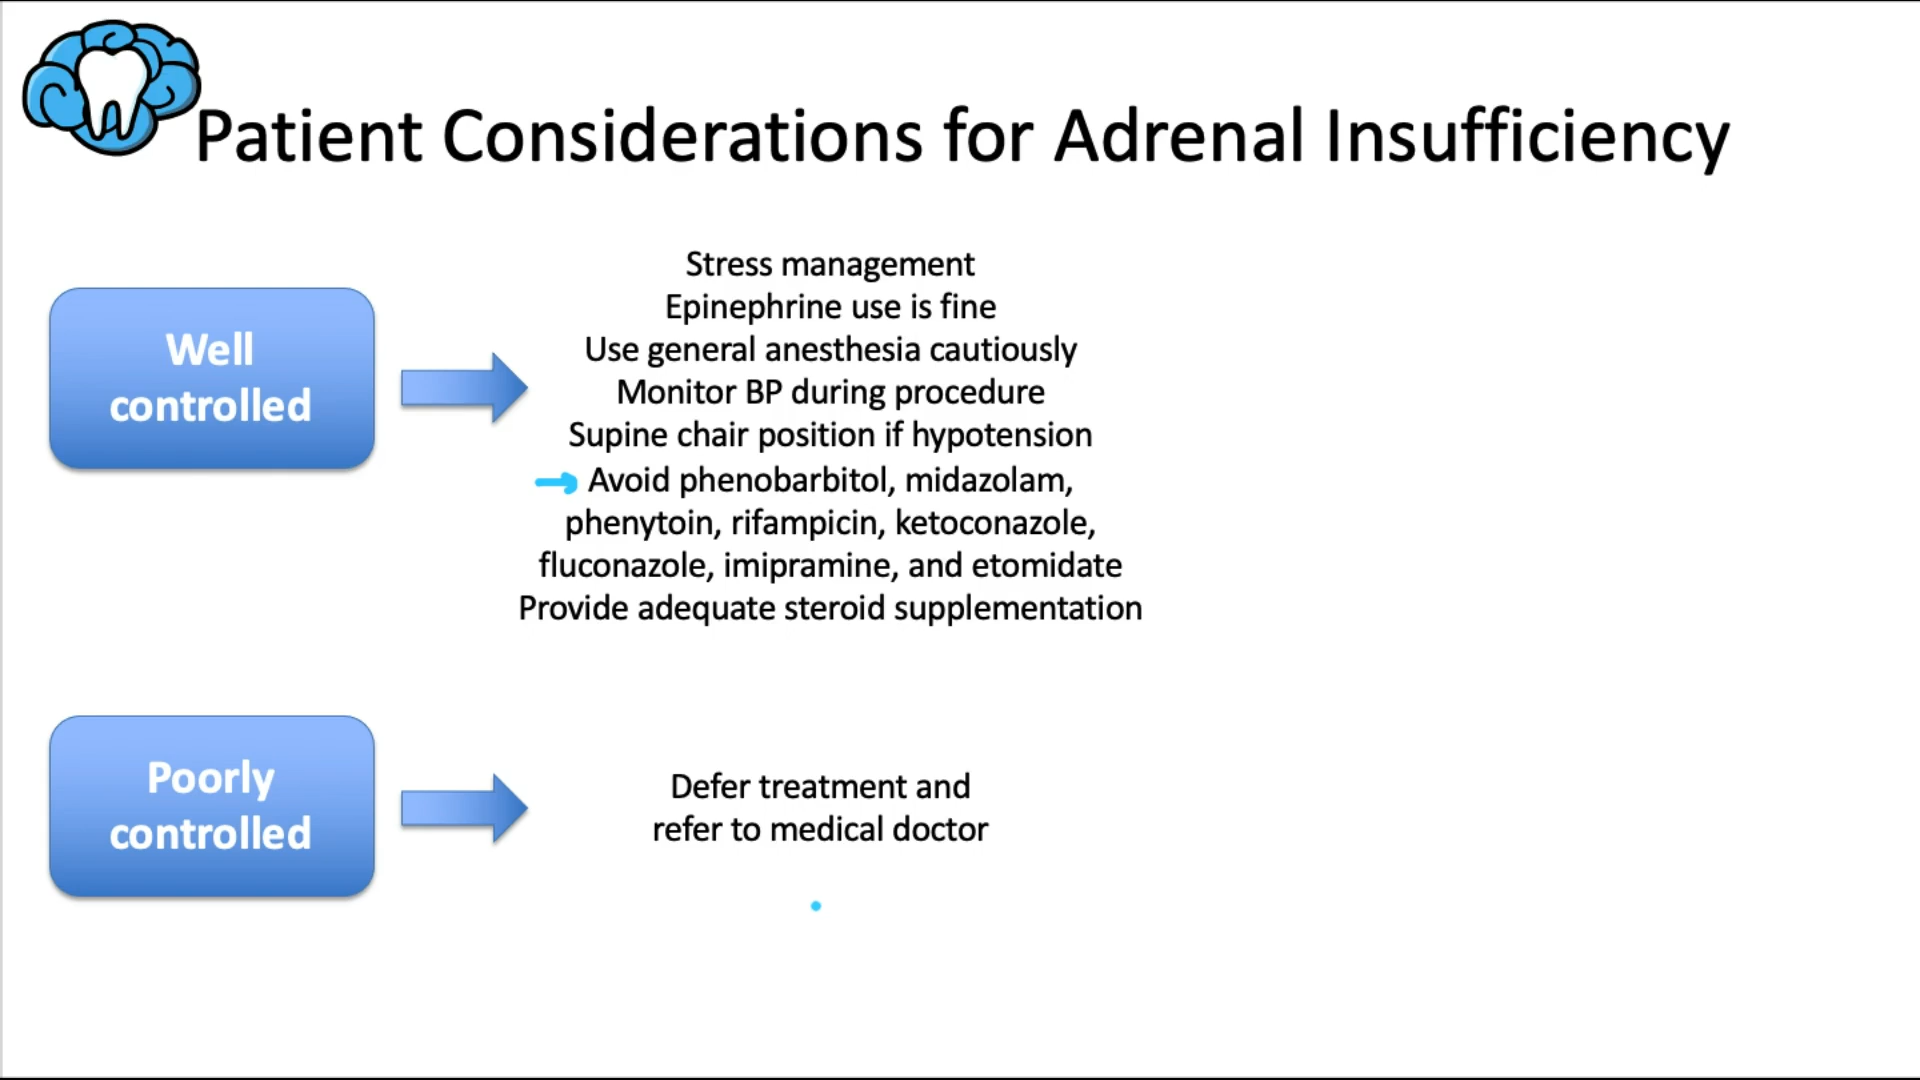 Patient Considerations for Adrenal Insufficiency
Well
controlled
Stress management
Epinephrine use is fine
Use general anesthesia cautiously
Monitor BP during procedure
Supine chair position if hypotension
Avoid phenobarbitol, midazolam,
phenytoin, rifampicin, ketoconazole,
fluconazole, imipramine, and etomidate
Provide adequate steroid supplementation
Poorly
controlled
Defer treatment and
refer to medical doctor